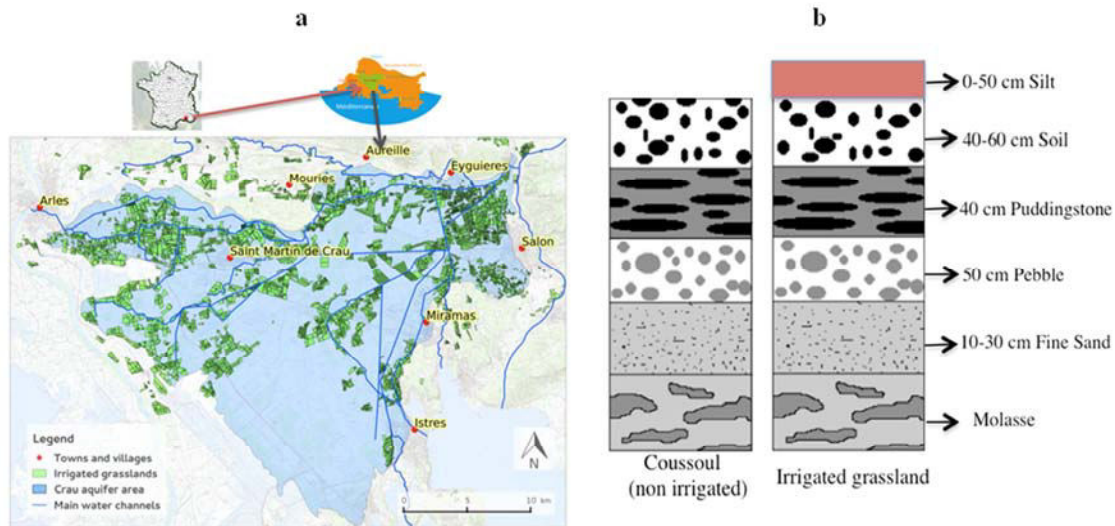 a
b
Méditerranée
Aureille
Mouries
Eyguieres
Arles
Saint Martin de Crau
Salon
Miramas
Istres
Legend
Towns and villages
Irrigated grasslands
Crau aquifer area
Main water channels
N
0 5 10 km
0-50 cm Silt
40-60 cm Soil
40 cm Puddingstone
50 cm Pebble
10-30 cm Fine Sand
Molasse
Coussoul
(non irrigated)
Irrigated grassland